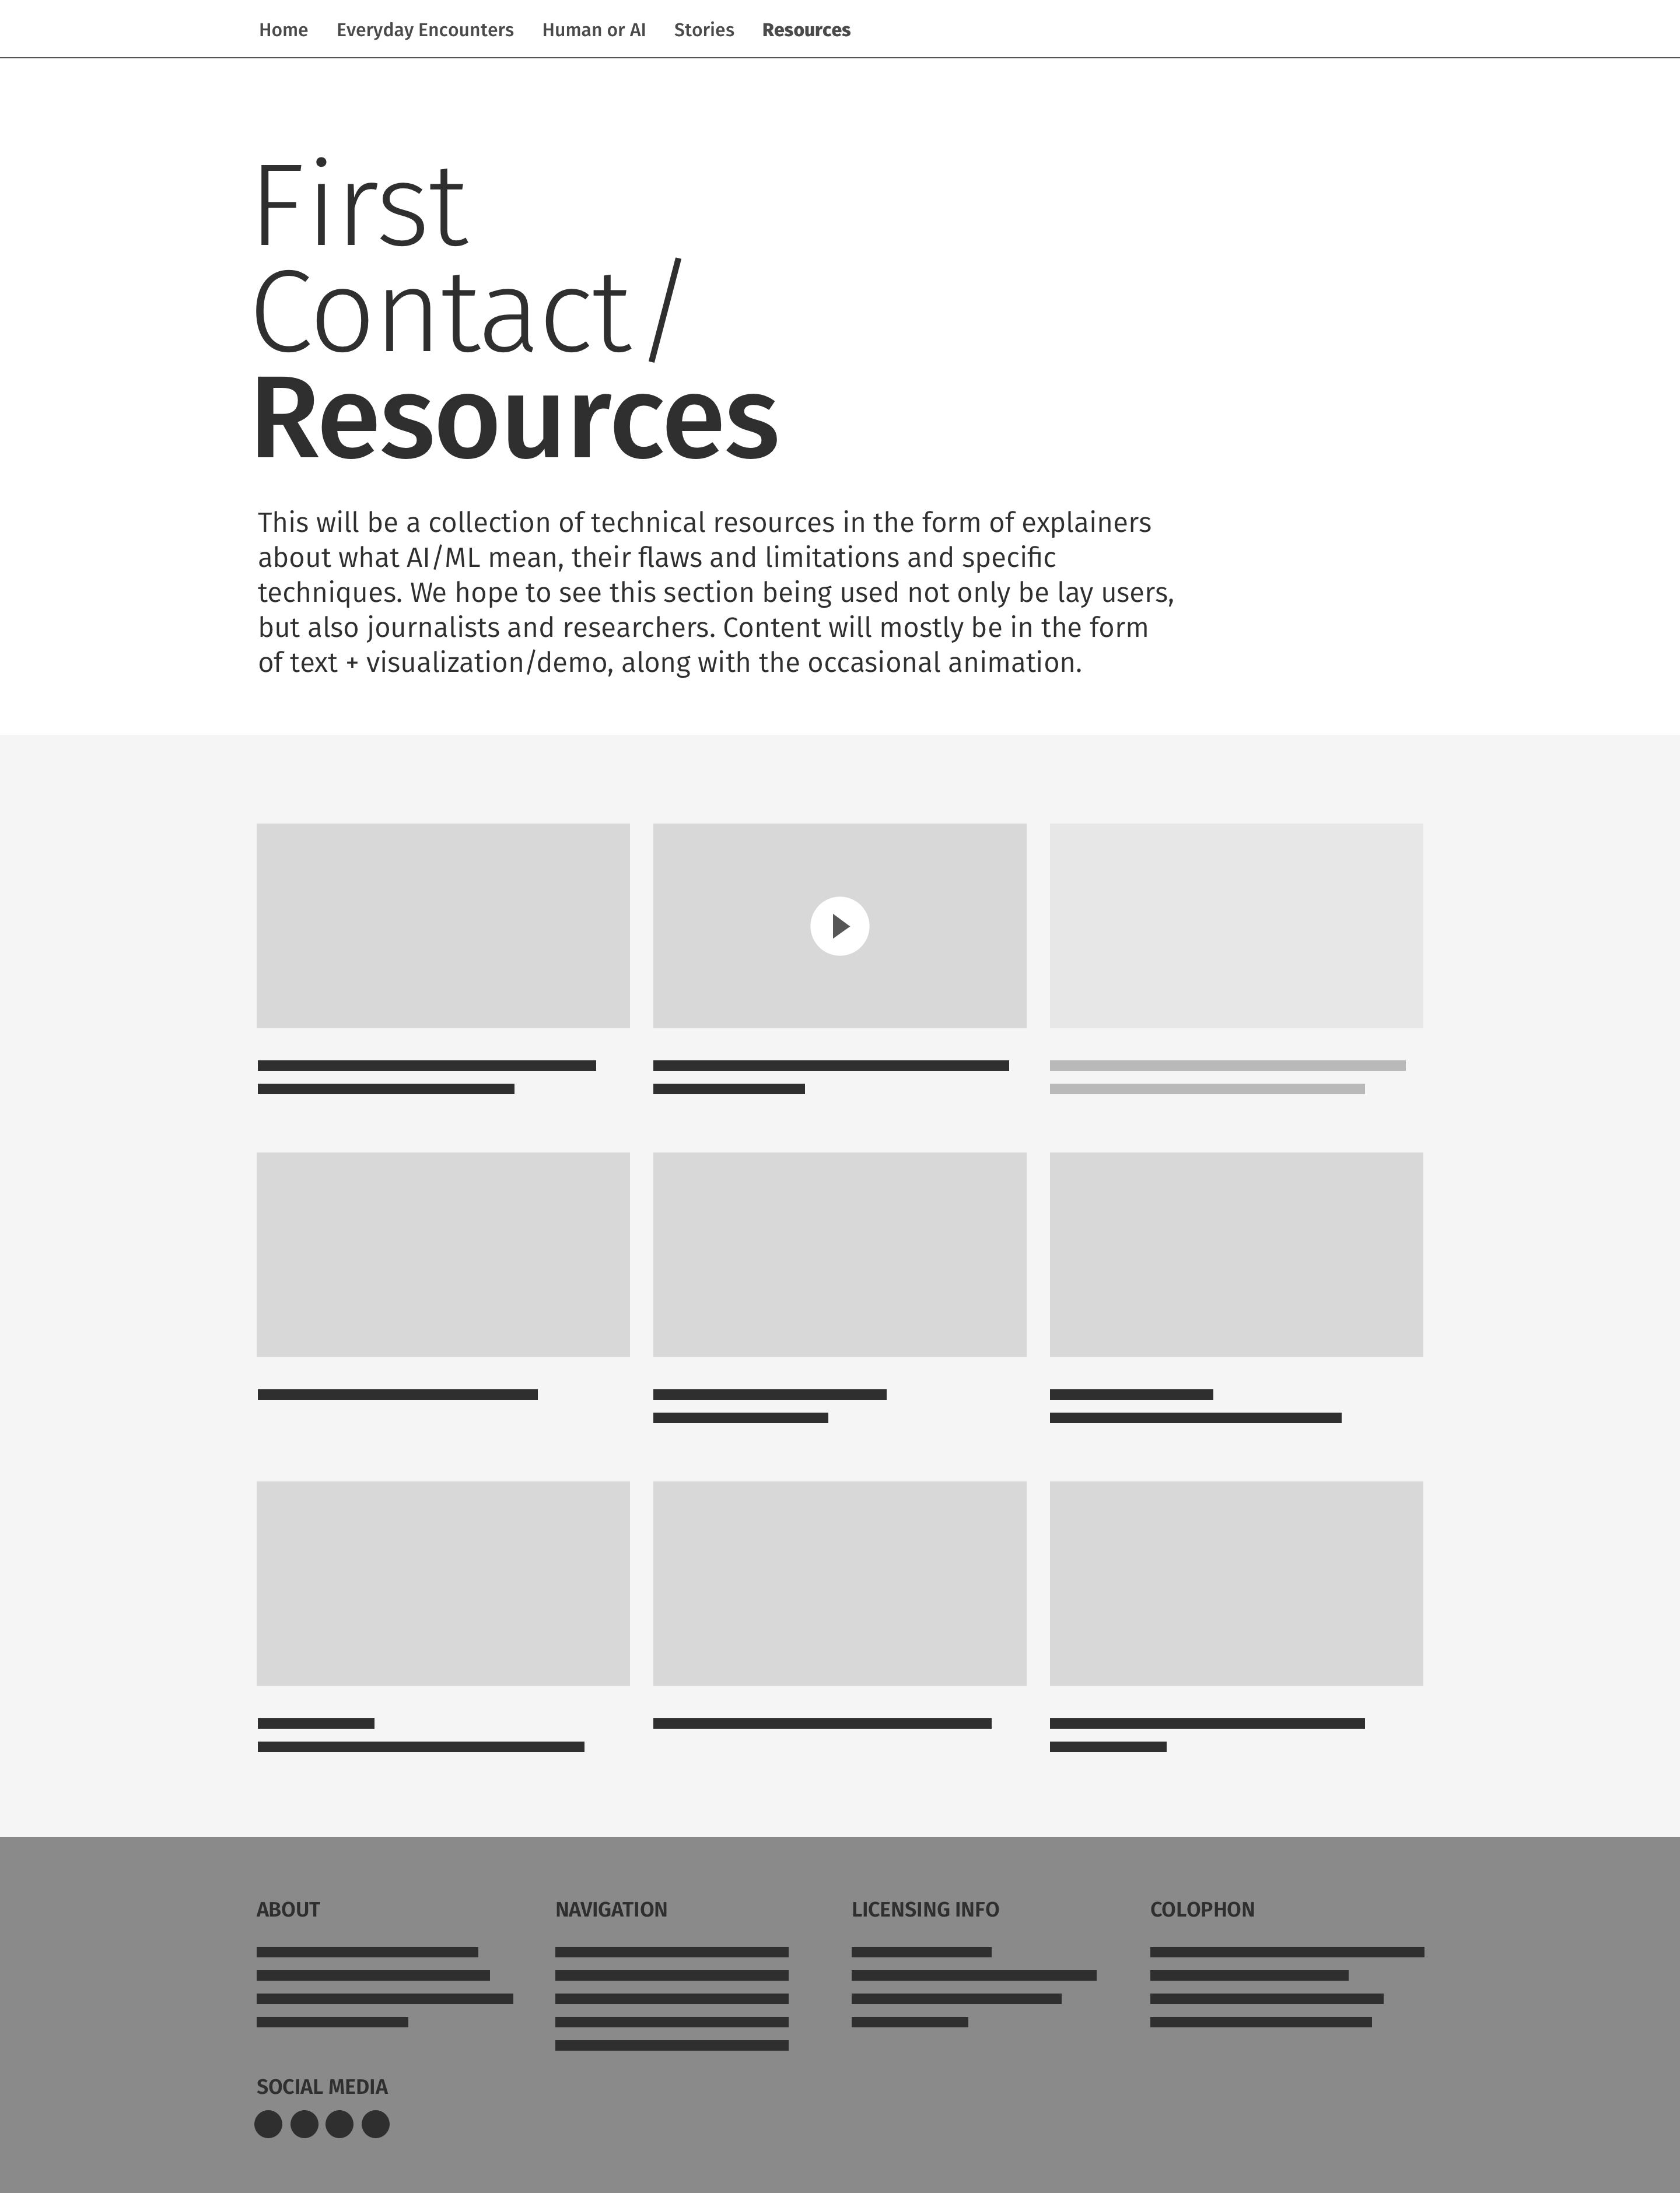 Home Everyday Encounters Human or AI Stories Resources
First
Contact/
Resources
This will be a collection of technical resources in the form of explainers
about what AI/ML mean, their flaws and limitations and specific
techniques. We hope to see this section being used not only be lay users,
but also journalists and researchers. Content will mostly be in the form
of text + visualization/demo, along with the occasional animation.
ABOUT NAVIGATION LICENSING INFO COLOPHON
SOCIAL MEDIA